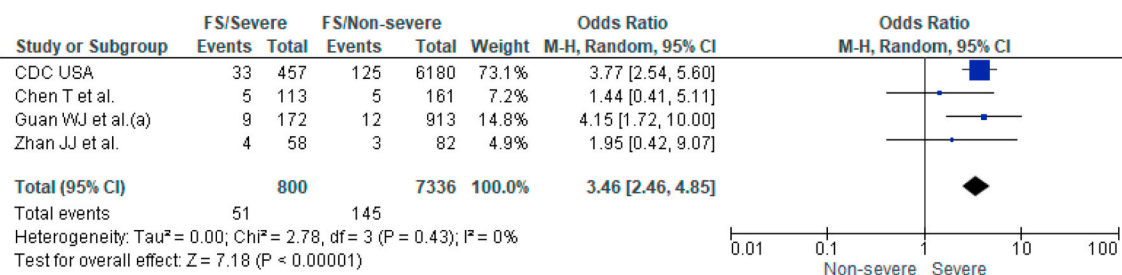 FS/Severe FS/Non-severe Odds Ratio Odds Ratio
Study or Subgroup Events Total Events Total Weight M-H, Random, 95% CI M-H, Random, 95% CI
CDC USA 33 457 125 6180 73.1% 3.77 [2.54, 5.60]
Chen T et al. 5 113 5 161 7.2% 1.44 [0.41, 5.11]
Guan WJ et al.(a) 9 172 12 913 14.8% 4.15 [1.72, 10.00]
Zhan JJ et al. 4 58 3 82 4.9% 1.95 [0.42, 9.07]
Total (95% CI) 800 7336 100.0% 3.46 [2.46, 4.85]
Total events 51 145
Heterogeneity: Tau² = 0.00; Chi² = 2.78, df = 3 (P = 0.43); I² = 0%
Test for overall effect: Z = 7.18 (P < 0.00001)
0.01 0.1 1 10 100
Non-severe Severe